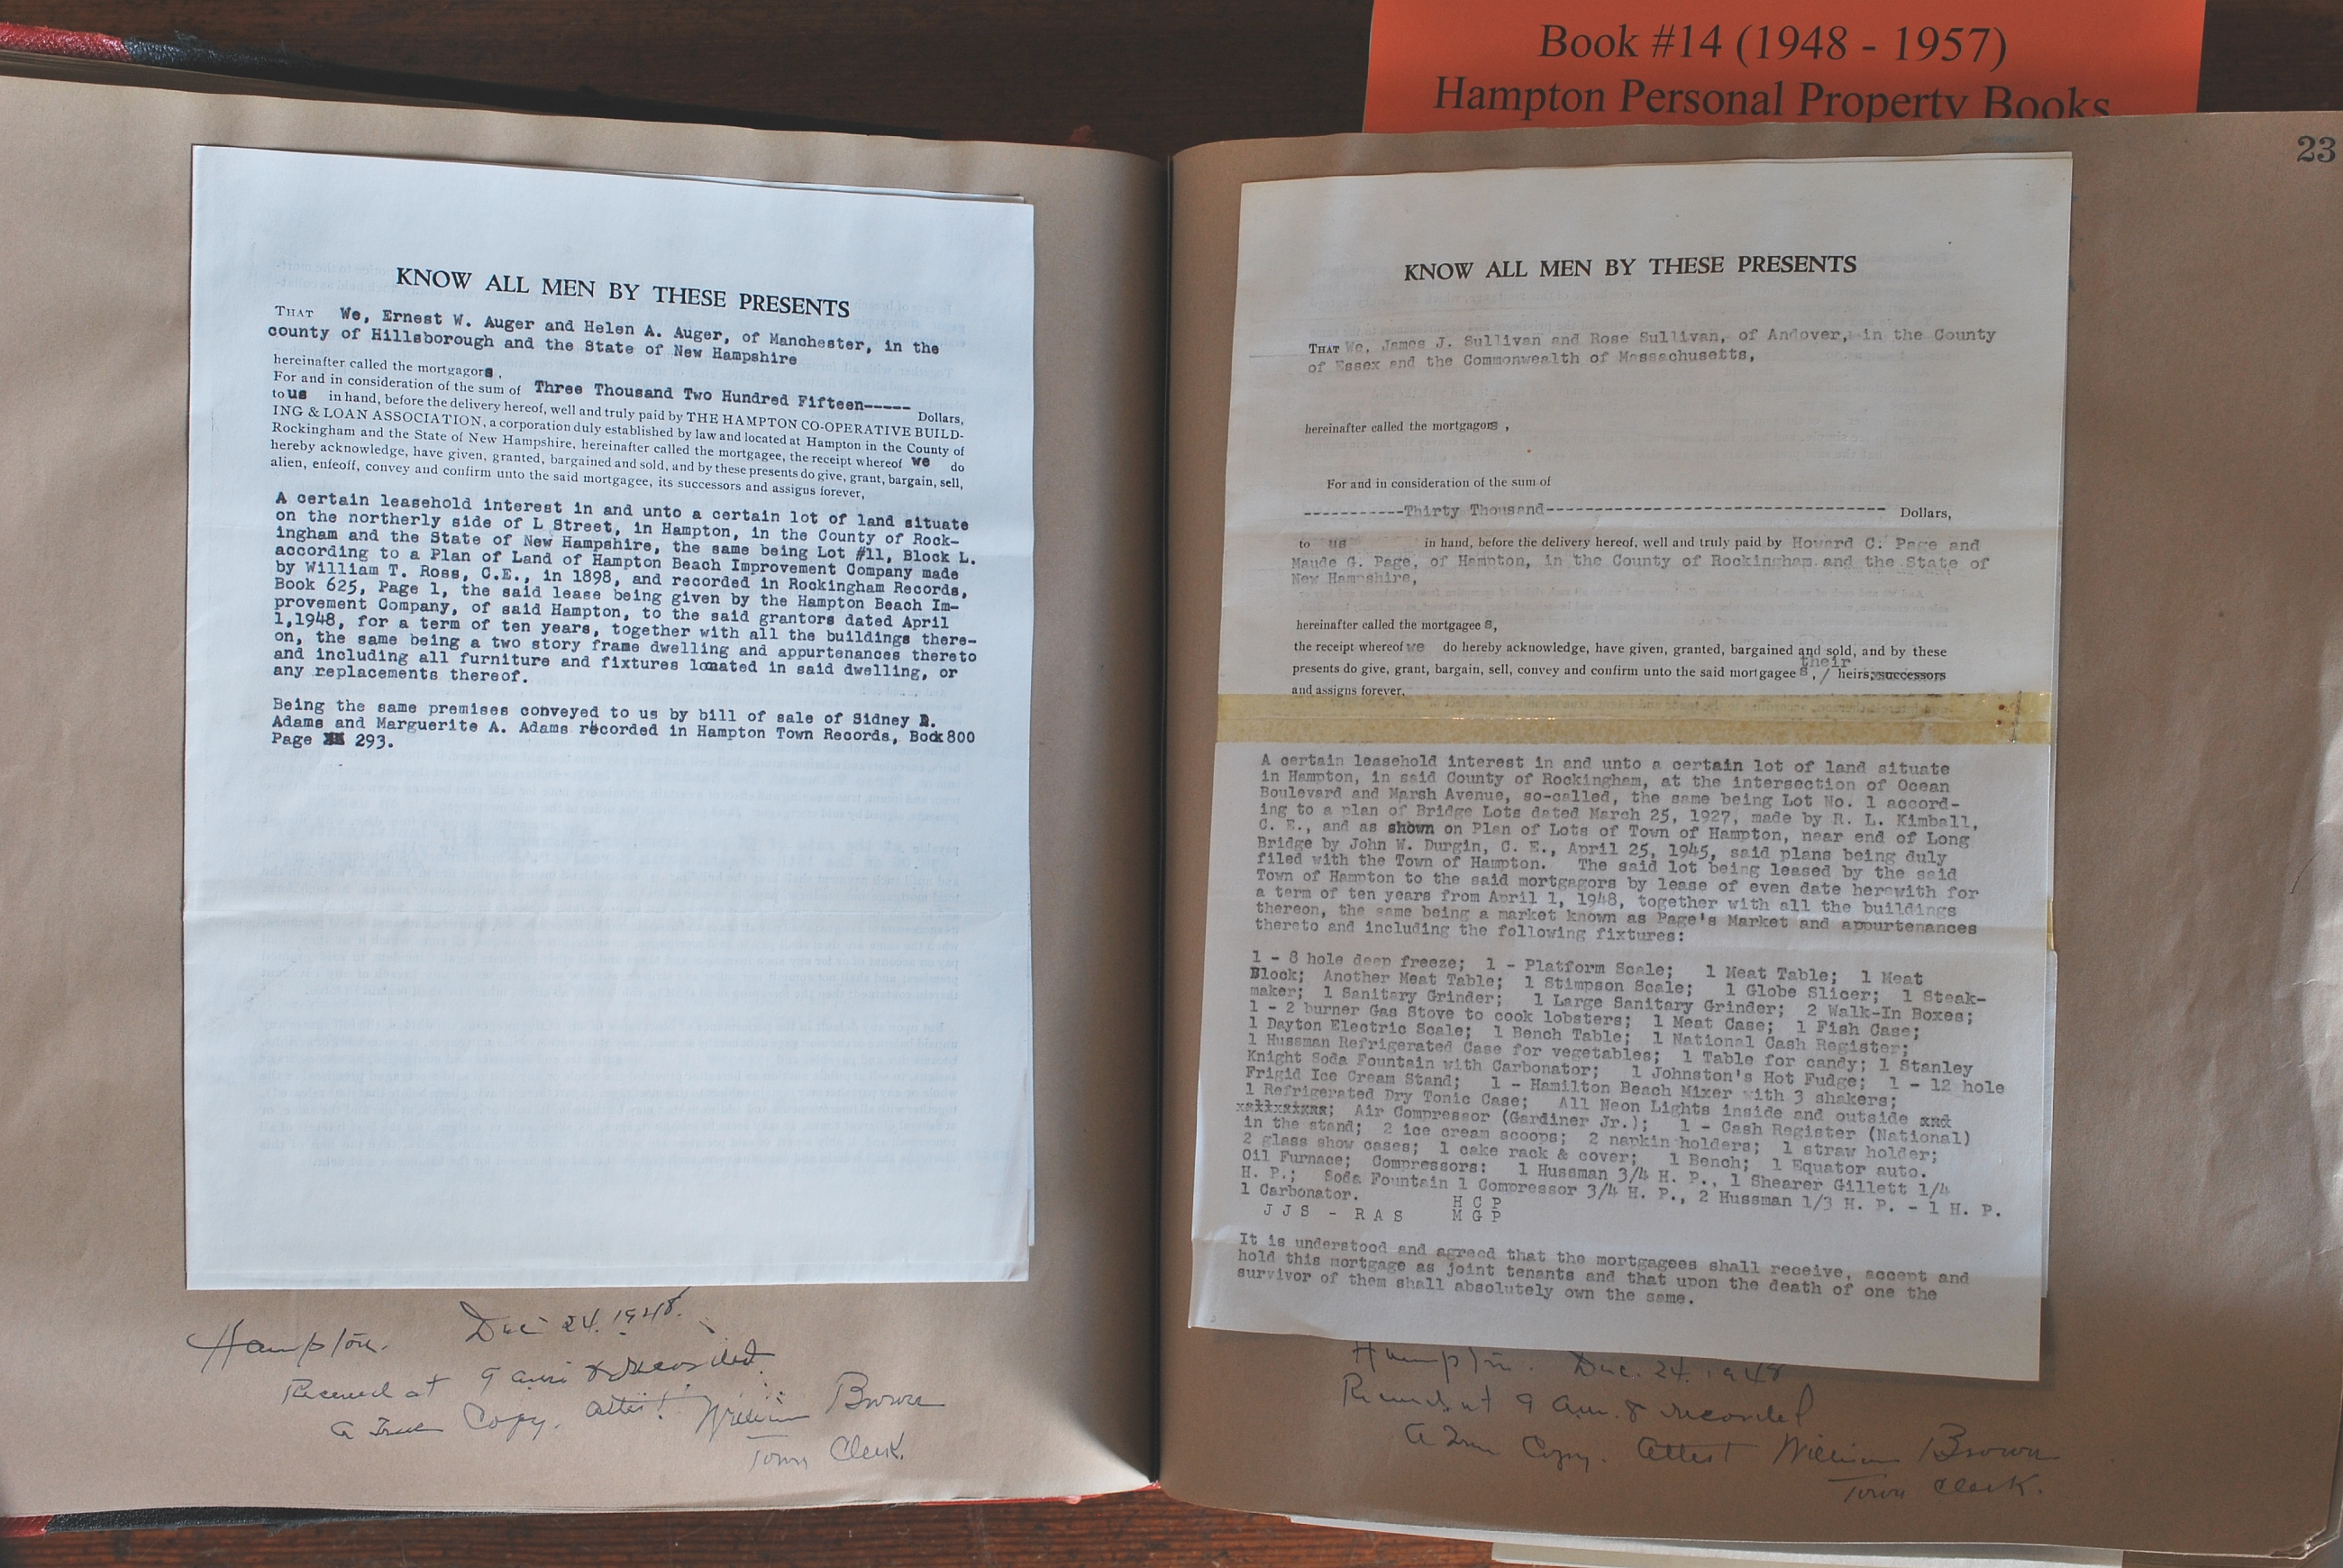 Book #14 (1948 - 1957)
Hampton Personal Property Books
KNOW ALL MEN BY THESE PRESENTS
THAT We, Ernest W. Auger and Helen A. Auger, of Manchester, in the
county of Hillsborough and the State of New Hampshire
hereinafter called the mortgagors,
For and in consideration of the sum of Three Thousand Two Hundred Fifteen----- Dollars,
to us in hand, before the delivery hereof, well and truly paid by THE HAMPTON CO-OPERATIVE BUILD-
ING & LOAN ASSOCIATION, a corporation duly established by law and located at Hampton in the County of
Rockingham and the State of New Hampshire, hereinafter called the mortgagee, the receipt whereof we do
hereby acknowledge, have given, granted, bargained and sold, and by these presents do give, grant, bargain, sell,
alien, enfeoff, convey and confirm unto the said mortgagee, its successors and assigns forever,
A certain leasehold interest in and unto a certain lot of land situate
on the northerly side of L Street, in Hampton, in the County of Rock-
ingham and the State of New Hampshire, the same being Lot #11, Block L.
according to a Plan of Land of Hampton Beach Improvement Company made
by William T. Ross, C.E., in 1898, and recorded in Rockingham Records,
Book 625, Page 1, the said lease being given by the Hampton Beach Im-
provement Company, of said Hampton, to the said grantors dated April
1,1948, for a term of ten years, together with all the buildings there-
on, the same being a two story frame dwelling and appurtenances thereto
and including all furniture and fixtures located in said dwelling, or
any replacements thereof.
Being the same premises conveyed to us by bill of sale of Sidney B.
Adams and Marguerite A. Adams recorded in Hampton Town Records, Book 800
Page 293.
Hampton. Dec 24. 1948.
Received at 9 am & recorded.
A True Copy. Attest! William Brown
Town Clerk.
23
KNOW ALL MEN BY THESE PRESENTS
THAT We, James J. Sullivan and Rose Sullivan, of Andover, in the County
of Essex and the Commonwealth of Massachusetts,
hereinafter called the mortgagors ,
For and in consideration of the sum of
-----------Thirty Thousand-------------------------------------- Dollars,
to us in hand, before the delivery hereof, well and truly paid by Howard C. Page and
Maude G. Page, of Hampton, in the County of Rockingham and the State of
New Hampshire,
hereinafter called the mortgagee s,
the receipt whereof we do hereby acknowledge, have given, granted, bargained and sold, and by these
their
presents do give, grant, bargain, sell, convey and confirm unto the said mortgagee s, / heirs, successors
and assigns forever.
A certain leasehold interest in and unto a certain lot of land situate
in Hampton, in said County of Rockingham, at the intersection of Ocean
Boulevard and Marsh Avenue, so-called, the same being Lot No. 1 accord-
ing to a plan of Bridge Lots dated March 25, 1927, made by R. L. Kimball,
C. E., and as shown on Plan of Lots of Town of Hampton, near end of Long
Bridge by John W. Durgin, C. E., April 25, 1945, said plans being duly
filed with the Town of Hampton. The said lot being leased by the said
Town of Hampton to the said mortgagors by lease of even date herewith for
a term of ten years from April 1, 1948, together with all the buildings
thereon, the same being a market known as Page's Market and appurtenances
thereto and including the following fixtures:
1 - 8 hole deep freeze; 1 - Platform Scale; 1 Meat Table; 1 Meat
Block; Another Meat Table; 1 Stimpson Scale; 1 Globe Slicer; 1 Steak-
maker; 1 Sanitary Grinder; 1 Large Sanitary Grinder; 2 Walk-In Boxes;
1 - 2 burner Gas Stove to cook lobsters; 1 Meat Case; 1 Fish Case;
1 Dayton Electric Scale; 1 Bench Table; 1 National Cash Register;
1 Hussman Refrigerated Case for vegetables; 1 Table for candy; 1 Stanley
Knight Soda Fountain with Carbonator; 1 Johnston's Hot Fudge; 1 - 12 hole
Frigid Ice Cream Stand; 1 - Hamilton Beach Mixer with 3 shakers;
1 Refrigerated Dry Tonic Case; All Neon Lights inside and outside and
Air Compressor (Gardiner Jr.); 1 - Cash Register (National)
in the stand; 2 ice cream scoops; 2 napkin holders; 1 straw holder;
2 glass show cases; 1 cake rack & cover; 1 Bench; 1 Equator auto.
Oil Furnace; Compressors: 1 Hussman 3/4 H. P., 1 Shearer Gillett 1/4
H. P.; Soda Fountain 1 Compressor 3/4 H. P., 2 Hussman 1/3 H. P. - 1 H. P.
1 Carbonator. H C P
J J S - R A S M G P
It is understood and agreed that the mortgagees shall receive, accept and
hold this mortgage as joint tenants and that upon the death of one the
survivor of them shall absolutely own the same.
Hampton. Dec. 24. 1948
Received at 9 am. & recorded
A True Copy. Attest William Brown
Town Clerk.